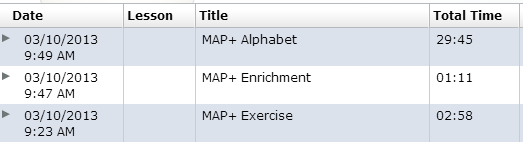 Date Lesson Title Total Time
03/10/2013 MAP+ Alphabet 29:45
9:49 AM
03/10/2013 MAP+ Enrichment 01:11
9:47 AM
03/10/2013 MAP+ Exercise 02:58
9:23 AM